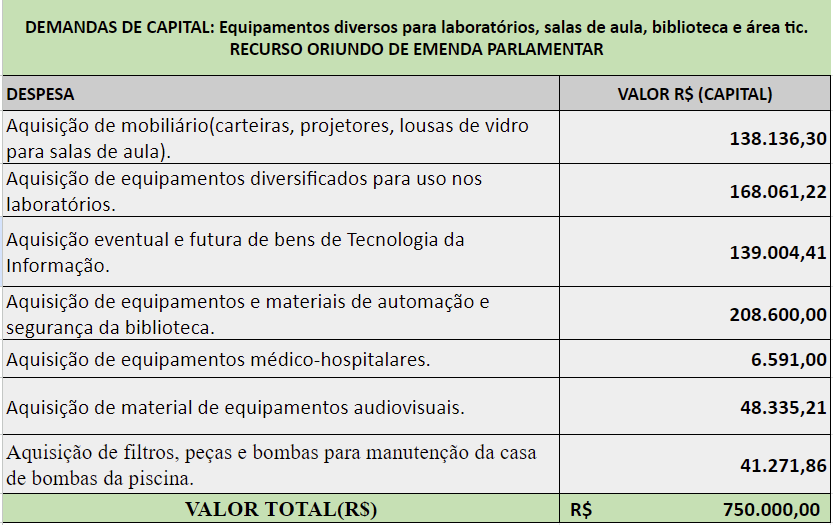 DEMANDAS DE CAPITAL: Equipamentos diversos para laboratórios, salas de aula, biblioteca e área tic.
RECURSO ORIUNDO DE EMENDA PARLAMENTAR
DESPESA VALOR R$ (CAPITAL)
Aquisição de mobiliário(carteiras, projetores, lousas de vidro
para salas de aula). 138.136,30
Aquisição de equipamentos diversificados para uso nos
laboratórios. 168.061,22
Aquisição eventual e futura de bens de Tecnologia da
Informação. 139.004,41
Aquisição de equipamentos e materiais de automação e
segurança da biblioteca. 208.600,00
Aquisição de equipamentos médico-hospitalares. 6.591,00
Aquisição de material de equipamentos audiovisuais. 48.335,21
Aquisição de filtros, peças e bombas para manutenção da casa
de bombas da piscina. 41.271,86
VALOR TOTAL(R$) R$ 750.000,00